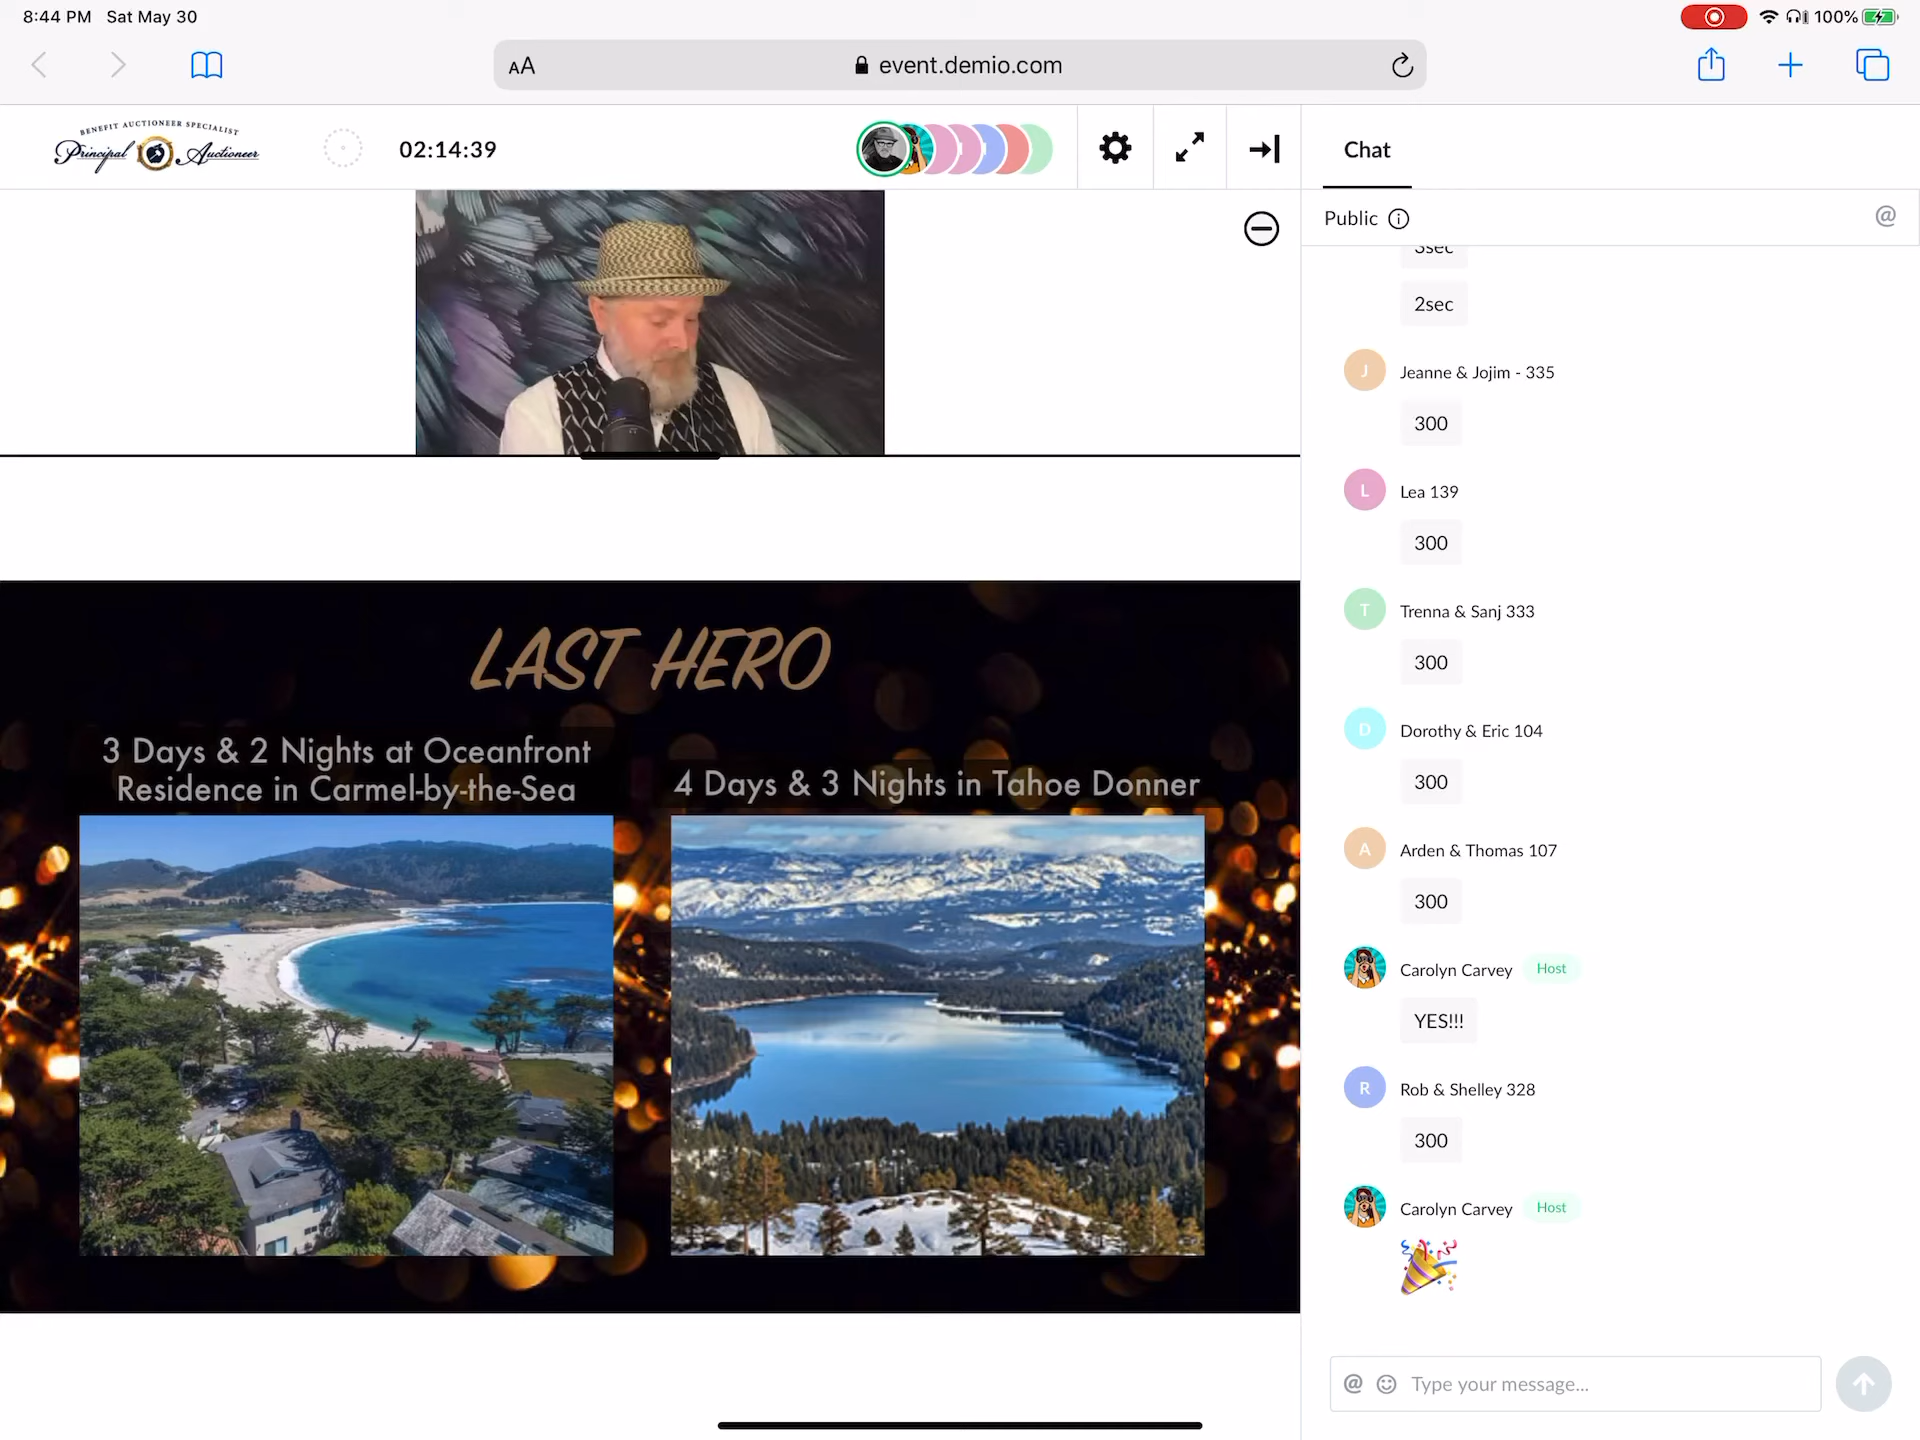 8:44 PM Sat May 30
100%
AA
event.demio.com
BENEFIT AUCTIONEER SPECIALIST
Principal Auctioneer
02:14:39
Chat
Public
@
3sec
2sec
J
Jeanne & Jojim - 335
300
L
Lea 139
300
T
Trenna & Sanj 333
300
D
Dorothy & Eric 104
300
A
Arden & Thomas 107
300
Carolyn Carvey Host
YES!!!
R
Rob & Shelley 328
300
Carolyn Carvey Host
@ Type your message...
LAST HERO
3 Days & 2 Nights at Oceanfront
Residence in Carmel-by-the-Sea
4 Days & 3 Nights in Tahoe Donner